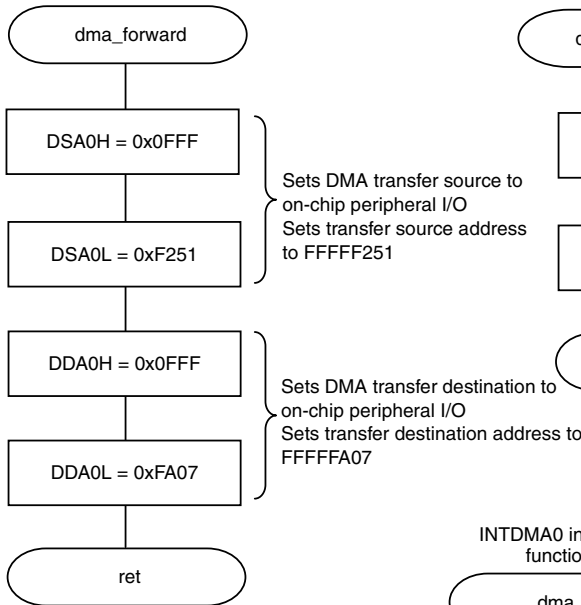 dma_forward
DSA0H = 0x0FFF
DSA0L = 0xF251
Sets DMA transfer source to
on-chip peripheral I/O
Sets transfer source address
to FFFFF251
DDA0H = 0x0FFF
DDA0L = 0xFA07
Sets DMA transfer destination to
on-chip peripheral I/O
Sets transfer destination address to
FFFFFA07
ret
INTDMA0
dma